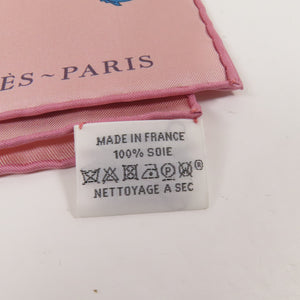 ÈS~PARIS
MADE IN FRANCE
100% SOIE
NETTOYAGE A SEC